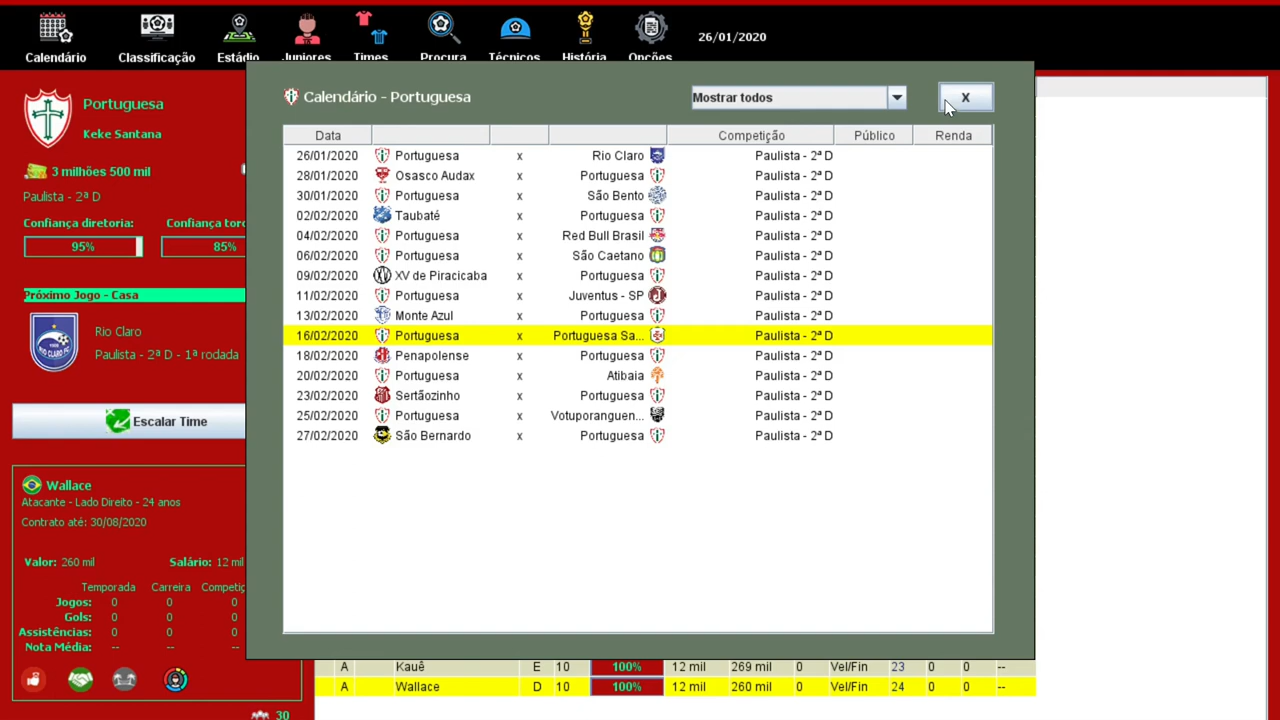 Calendário Classificação Estádio Juniores Times Procura Técnicos História Opções 26/01/2020
Portuguesa
Keke Santana
3 milhões 500 mil
Paulista - 2ª D
Confiança diretoria: Confiança torc
95% 85%
Próximo Jogo - Casa
Rio Claro
Paulista - 2ª D - 1ª rodada
Escalar Time
Wallace
Atacante - Lado Direito - 24 anos
Contrato até: 30/08/2020
Valor: 260 mil Salário: 12 mil
Temporada Carreira Competiç
Jogos: 0 0 0
Gols: 0 0 0
Assistências: 0 0 0
Nota Média: -- -- --
30
Calendário - Portuguesa Mostrar todos X
Data Competição Público Renda
26/01/2020 Portuguesa x Rio Claro Paulista - 2ª D
28/01/2020 Osasco Audax x Portuguesa Paulista - 2ª D
30/01/2020 Portuguesa x São Bento Paulista - 2ª D
02/02/2020 Taubaté x Portuguesa Paulista - 2ª D
04/02/2020 Portuguesa x Red Bull Brasil Paulista - 2ª D
06/02/2020 Portuguesa x São Caetano Paulista - 2ª D
09/02/2020 XV de Piracicaba x Portuguesa Paulista - 2ª D
11/02/2020 Portuguesa x Juventus - SP Paulista - 2ª D
13/02/2020 Monte Azul x Portuguesa Paulista - 2ª D
16/02/2020 Portuguesa x Portuguesa Sa... Paulista - 2ª D
18/02/2020 Penapolense x Portuguesa Paulista - 2ª D
20/02/2020 Portuguesa x Atibaia Paulista - 2ª D
23/02/2020 Sertãozinho x Portuguesa Paulista - 2ª D
25/02/2020 Portuguesa x Votuporanguen... Paulista - 2ª D
27/02/2020 São Bernardo x Portuguesa Paulista - 2ª D
A Kauê E 10 100% 12 mil 269 mil 0 Vel/Fin 23 0 0 --
A Wallace D 10 100% 12 mil 260 mil 0 Vel/Fin 24 0 0 --